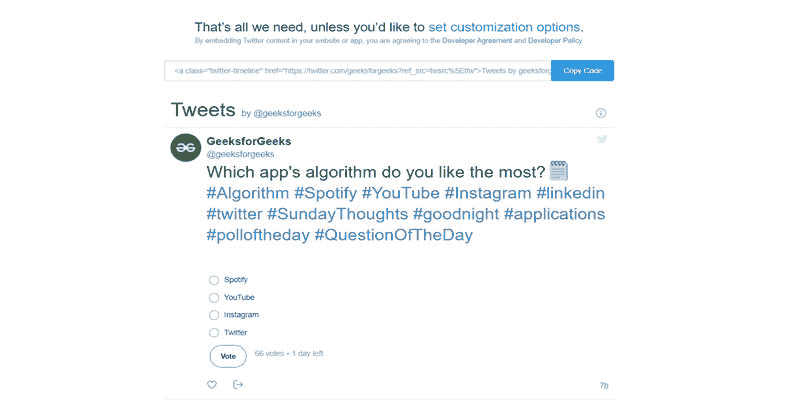 That's all we need, unless you'd like to set customization options.
By embedding Twitter content in your website or app, you are agreeing to the Developer Agreement and Developer Policy.
<a class="twitter-timeline" href="https://twitter.com/geeksforgeeks?ref_src=twsrc%5Etfw">Tweets by geeksforg
Copy Code
Tweets by @geeksforgeeks
GeeksforGeeks
@geeksforgeeks
Which app's algorithm do you like the most?
#Algorithm #Spotify #YouTube #Instagram #linkedin
#twitter #SundayThoughts #goodnight #applications
#polloftheday #QuestionOfTheDay
Spotify
YouTube
Instagram
Twitter
Vote
66 votes • 1 day left
7h